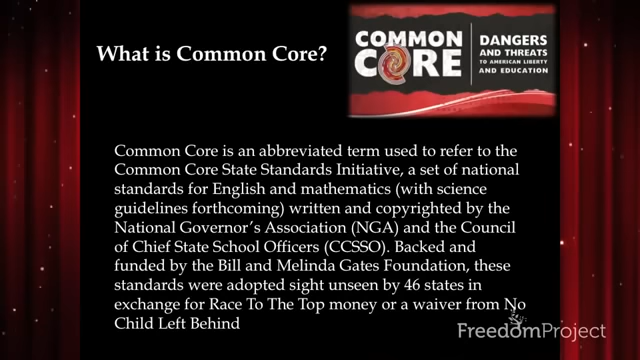 What is Common Core?
COMMON CORE
DANGERS
AND THREATS
TO AMERICAN LIBERTY
AND EDUCATION
Common Core is an abbreviated term used to refer to the
Common Core State Standards Initiative, a set of national
standards for English and mathematics (with science
guidelines forthcoming) written and copyrighted by the
National Governor's Association (NGA) and the Council
of Chief State School Officers (CCSSO). Backed and
funded by the Bill and Melinda Gates Foundation, these
standards were adopted sight unseen by 46 states in
exchange for Race To The Top money or a waiver from No
Child Left Behind
FreedomProject